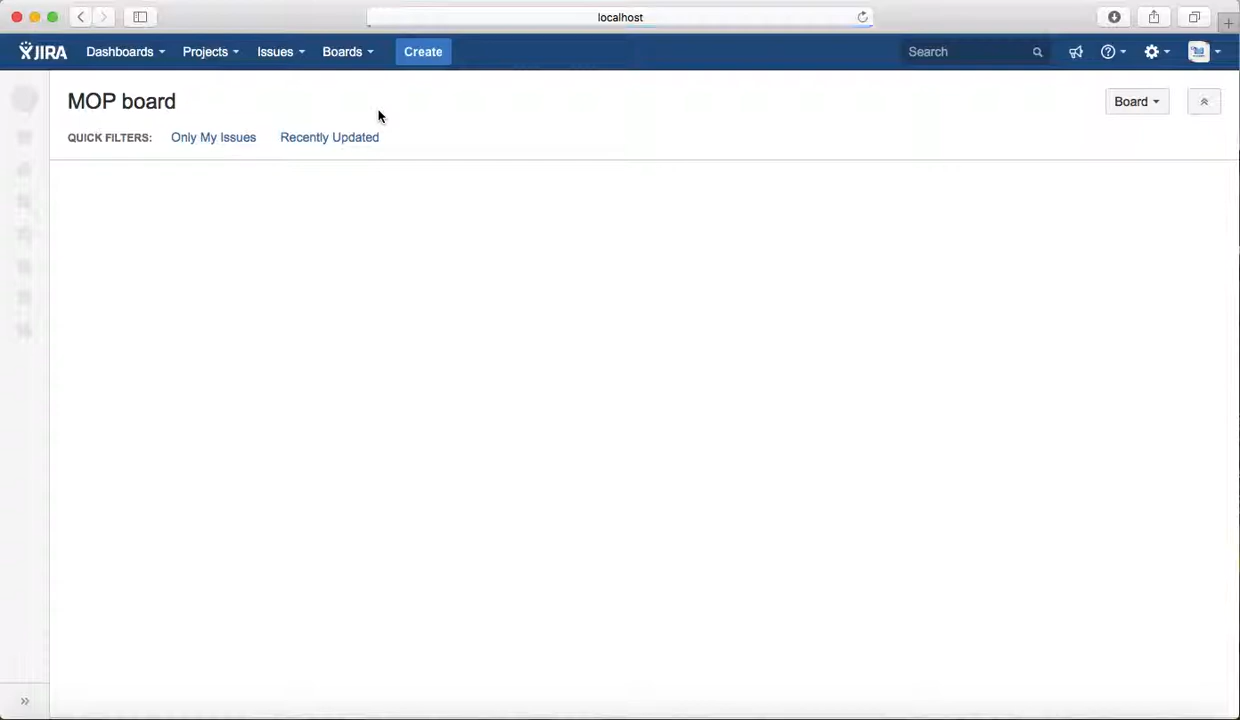 localhost
JIRA Dashboards Projects Issues Boards Create Search
MOP board Board
QUICK FILTERS: Only My Issues Recently Updated